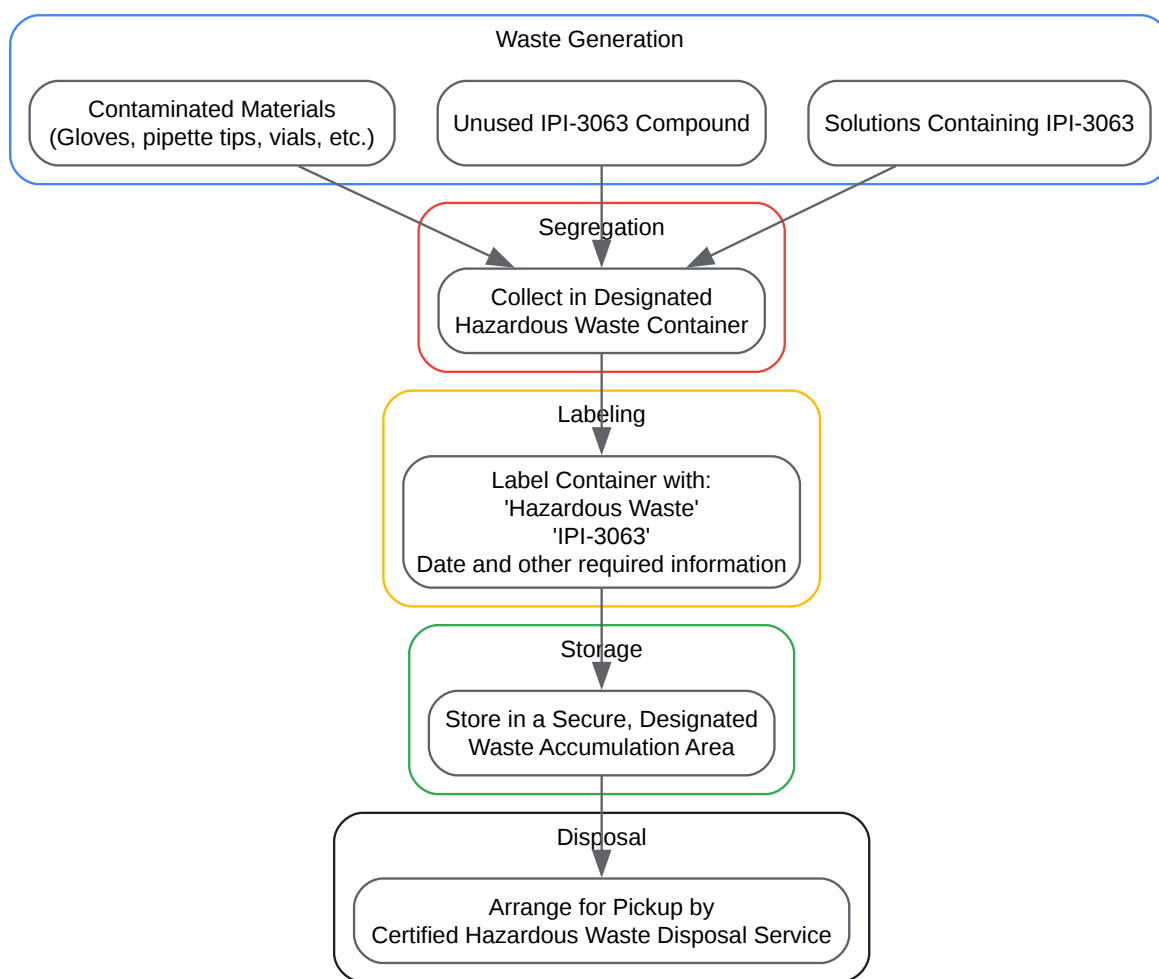 Waste Generation
Contaminated Materials
(Gloves, pipette tips, vials, etc.)
Unused IPI-3063 Compound
Solutions Containing IPI-3063
Segregation
Collect in Designated
Hazardous Waste Container
Labeling
Label Container with:
'Hazardous Waste'
'IPI-3063'
Date and other required information
Storage
Store in a Secure, Designated
Waste Accumulation Area
Disposal
Arrange for Pickup by
Certified Hazardous Waste Disposal Service